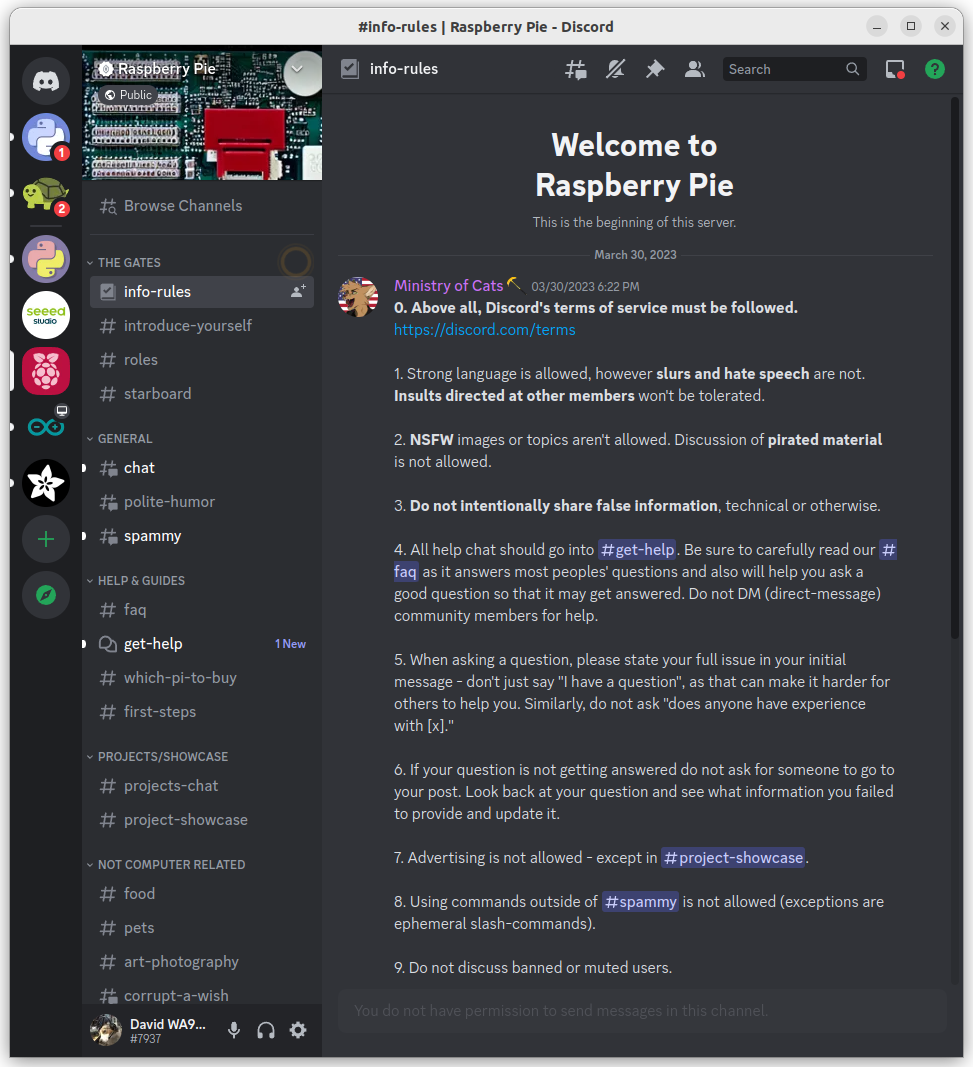 #info-rules | Raspberry Pie - Discord
Raspberry Pie
Public
Browse Channels
THE GATES
info-rules
introduce-yourself
roles
starboard
GENERAL
chat
polite-humor
spammy
HELP & GUIDES
faq
get-help 1 New
which-pi-to-buy
first-steps
PROJECTS/SHOWCASE
projects-chat
project-showcase
NOT COMPUTER RELATED
food
pets
art-photography
corrupt-a-wish
David WA9...
#7937
1
2
seeed
studio
info-rules
Search
?
Welcome to
Raspberry Pie
This is the beginning of this server.
March 30, 2023
Ministry of Cats 03/30/2023 6:22 PM
0. Above all, Discord's terms of service must be followed.
https://discord.com/terms
1. Strong language is allowed, however slurs and hate speech are not.
Insults directed at other members won't be tolerated.
2. NSFW images or topics aren't allowed. Discussion of pirated material
is not allowed.
3. Do not intentionally share false information, technical or otherwise.
4. All help chat should go into #get-help. Be sure to carefully read our #
faq as it answers most peoples' questions and also will help you ask a
good question so that it may get answered. Do not DM (direct-message)
community members for help.
5. When asking a question, please state your full issue in your initial
message - don't just say "I have a question", as that can make it harder for
others to help you. Similarly, do not ask "does anyone have experience
with [x]."
6. If your question is not getting answered do not ask for someone to go to
your post. Look back at your question and see what information you failed
to provide and update it.
7. Advertising is not allowed - except in #project-showcase.
8. Using commands outside of #spammy is not allowed (exceptions are
ephemeral slash-commands).
9. Do not discuss banned or muted users.
You do not have permission to send messages in this channel.